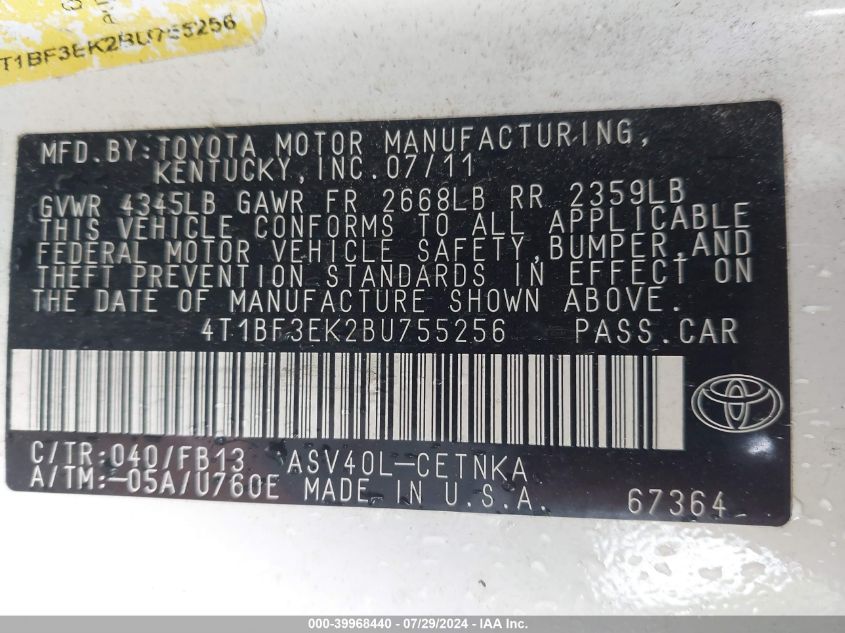 T1BF3EK2BU755256
MFD.BY:TOYOTA MOTOR MANUFACTURING,
KENTUCKY, INC.07/11
GVWR 4345LB GAWR FR 2668LB RR 2359LB
THIS VEHICLE CONFORMS TO ALL APPLICABLE
FEDERAL MOTOR VEHICLE SAFETY,BUMPER,AND
THEFT PREVENTION STANDARDS IN EFFECT ON
THE DATE OF MANUFACTURE SHOWN ABOVE.
4T1BF3EK2BU755256 PASS.CAR
C/TR:040/FB13 ASV40L-CETNKA
A/TM:-05A/U760E MADE IN U.S.A. 67364
000-39968440 - 07/29/2024 - IAA Inc.